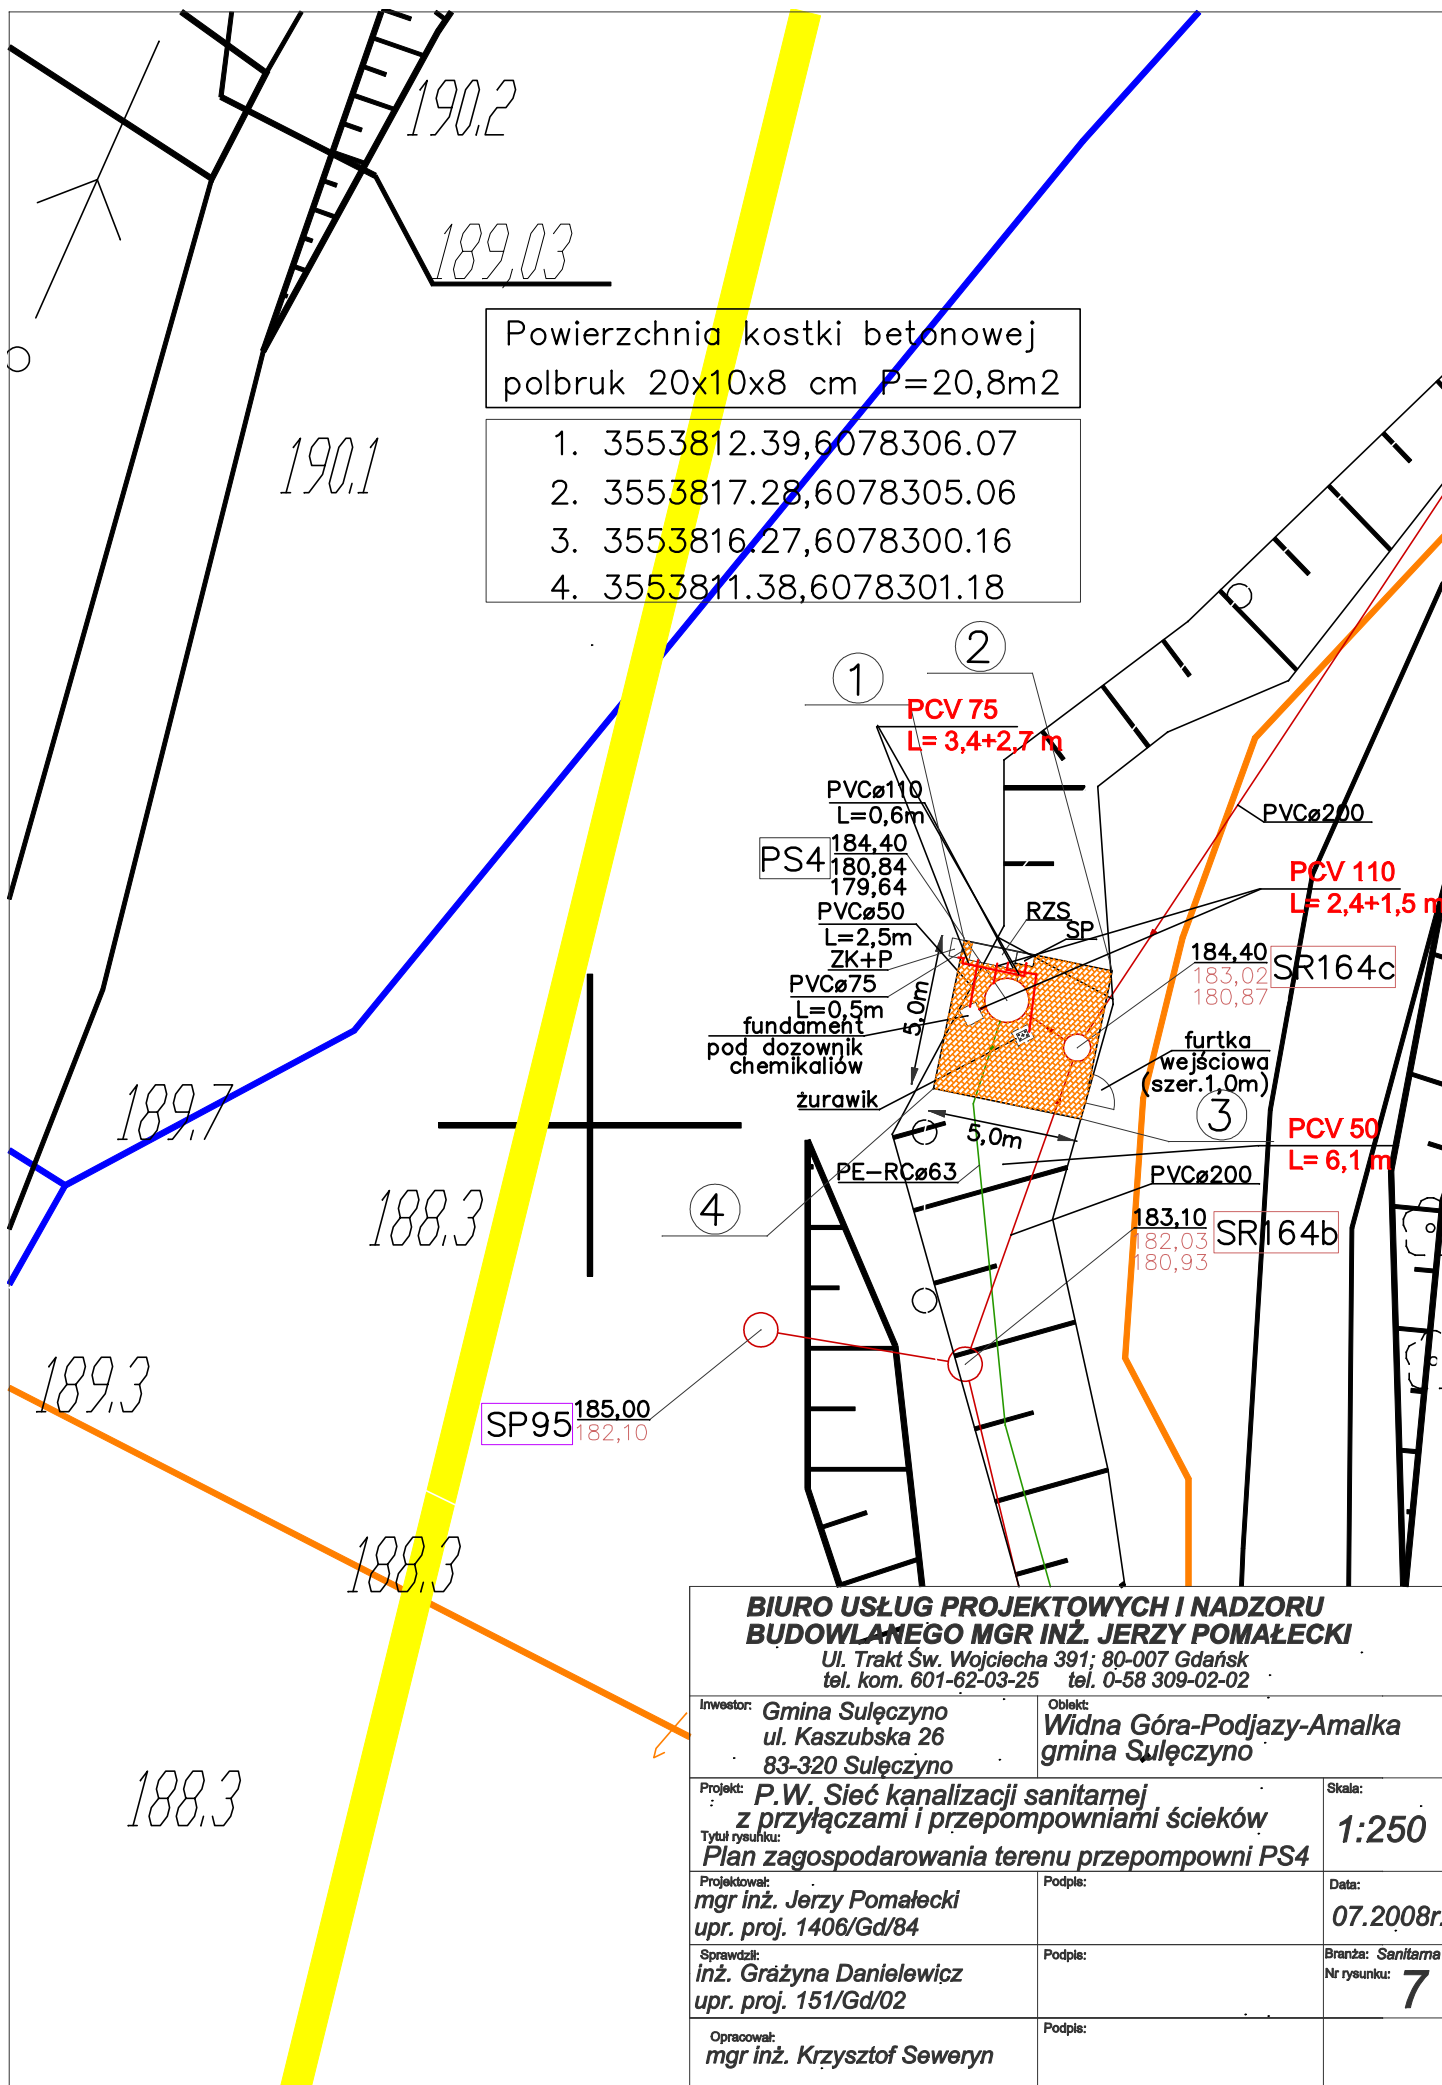 190.2
189,03
Powierzchnia kostki betonowej
polbruk 20x10x8 cm P=20,8m2
190.1
1. 3553812.39,6078306.07
2. 3553817.28,6078305.06
3. 3553816.27,6078300.16
4. 3553811.38,6078301.18
2
1
PCV 75
L= 3,4+2,7 m
PVCø110
L=0,6m
PVCø200
PS4
184,40
180,84
179,64
PCV 110
L= 2,4+1,5 m
PVCø50
L=2,5m
RZS
SP
ZK+P
184,40
183,02
180,87
SR164c
PVCø75
L=0,5m
5,0m
fundament
pod dozownik
chemikaliów
furtka
wejściowa
(szer.1,0m)
żurawik
189.7
3
5,0m
PCV 50
L= 6,1 m
PE-RCø63
PVCø200
188.3
4
183,10
182,03
180,93
SR164b
189.3
SP95
185,00
182,10
188.3
188.3
BIURO USŁUG PROJEKTOWYCH I NADZORU
BUDOWLANEGO MGR INŻ. JERZY POMAŁECKI
Ul. Trakt Św. Wojciecha 391; 80-007 Gdańsk
tel. kom. 601-62-03-25 tel. 0-58 309-02-02
Inwestor: Gmina Sulęczyno
ul. Kaszubska 26
83-320 Sulęczyno
Obiekt:
Widna Góra-Podjazy-Amalka
gmina Sulęczyno
Projekt: P.W. Sieć kanalizacji sanitarnej
z przyłączami i przepompowniami ścieków
Tytuł rysunku:
Plan zagospodarowania terenu przepompowni PS4
Skala:
1:250
Projektował:
mgr inż. Jerzy Pomałecki
upr. proj. 1406/Gd/84
Podpis:
Data:
07.2008r.
Sprawdził:
inż. Grażyna Danielewicz
upr. proj. 151/Gd/02
Podpis:
Branża: Sanitarna
Nr rysunku: 7
Opracował:
mgr inż. Krzysztof Seweryn
Podpis: